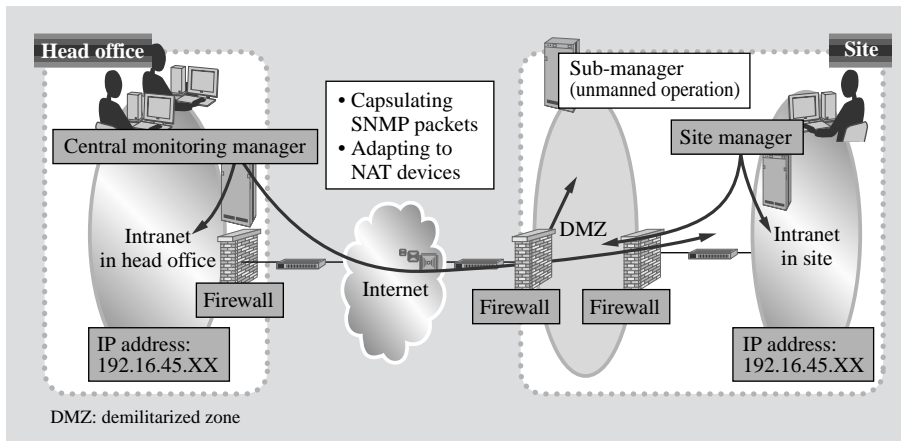 Head office
Site
Sub-manager
(unmanned operation)
• Capsulating
SNMP packets
• Adapting to
NAT devices
Central monitoring manager
Site manager
Intranet
in head office
DMZ
Intranet
in site
Internet
Firewall
Firewall
Firewall
IP address:
192.16.45.XX
IP address:
192.16.45.XX
DMZ: demilitarized zone